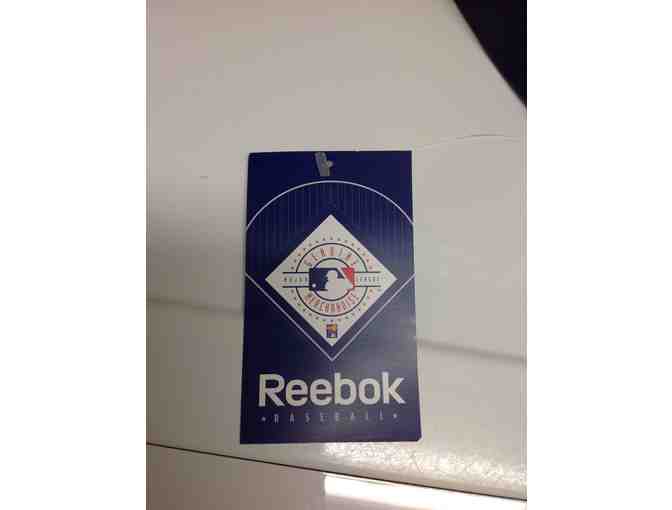 GENUINE
MAJOR LEAGUE
MERCHANDISE
Reebok
BASEBALL